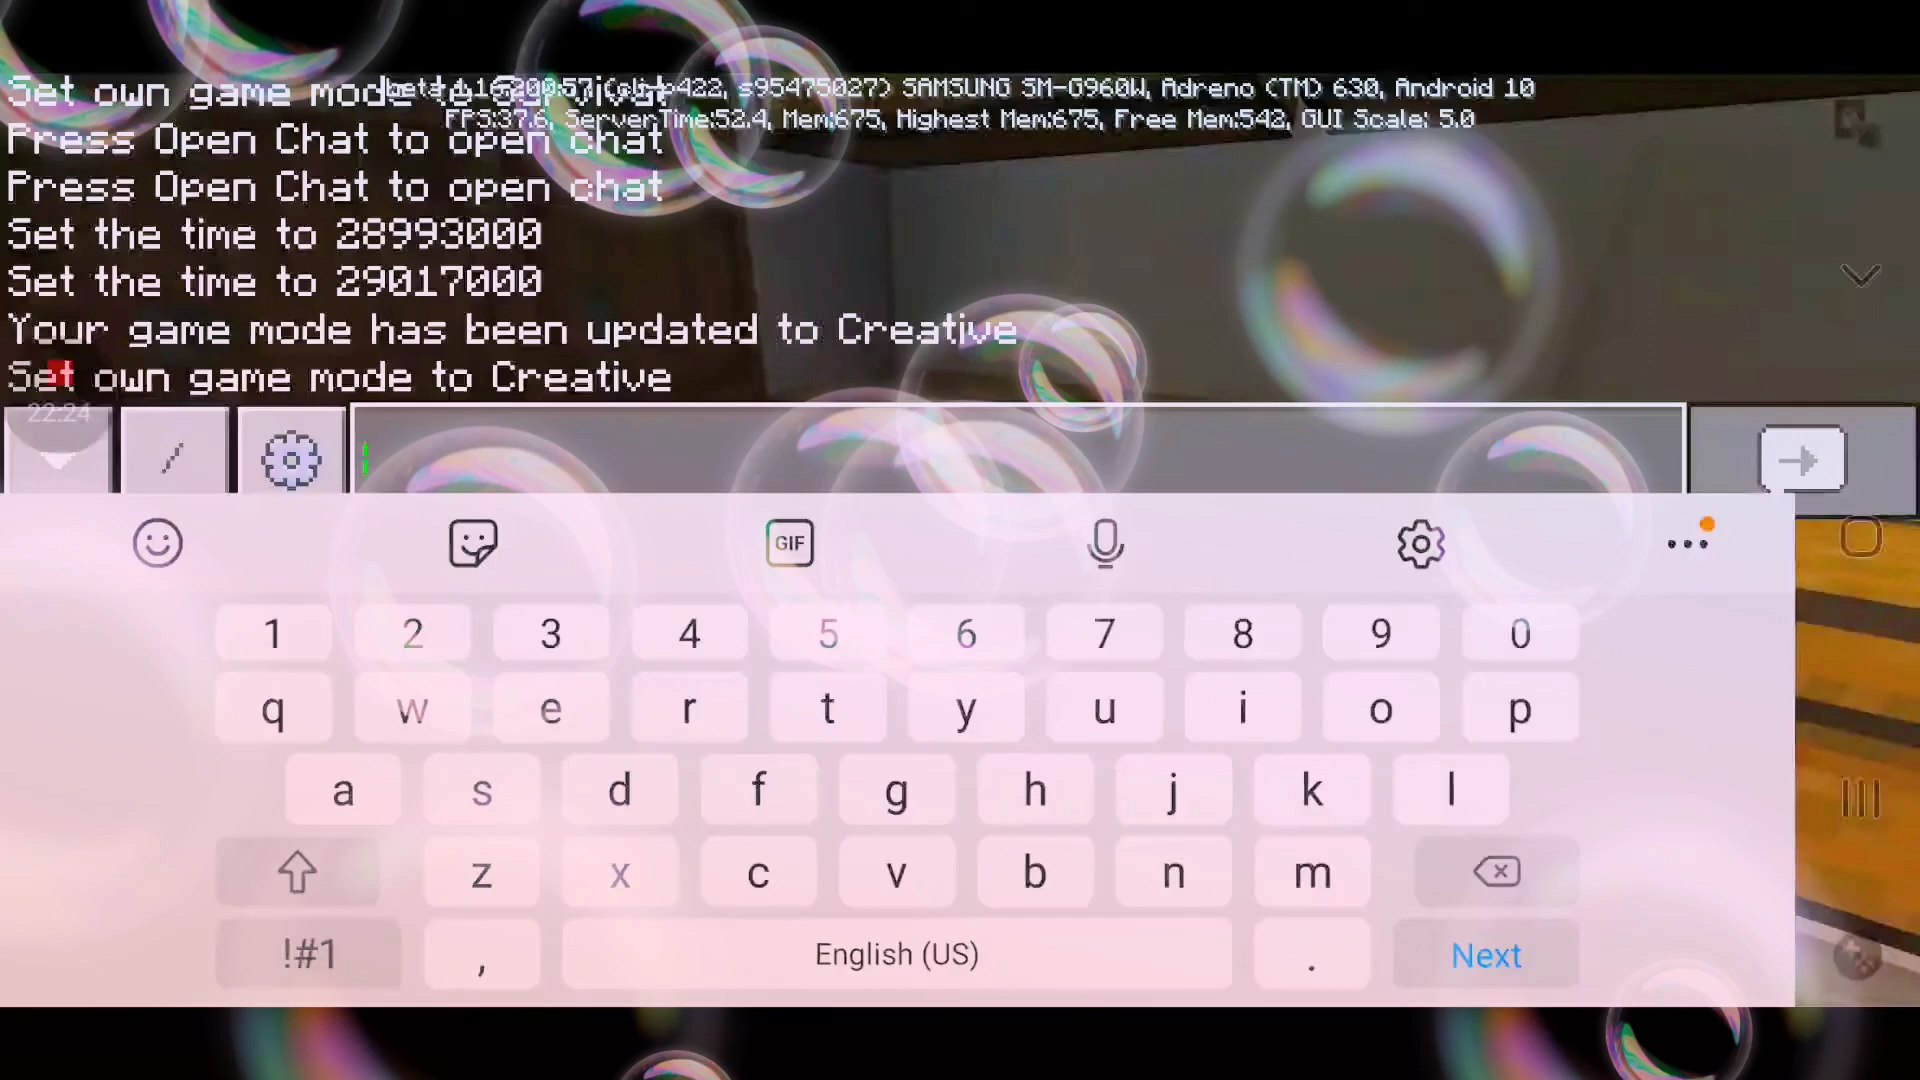 Set own game mode to Survival
beta 1.16.200.57 SAMSUNG SM-G960W, Adreno (TM) 630, Android 10
FPS:37.6, ServerTime:52.4, Mem:675, Highest Mem:675, Free Mem:542, GUI Scale: 5.0
Press Open Chat to open chat
Press Open Chat to open chat
Set the time to 28993000
Set the time to 29017000
Your game mode has been updated to Creative
Set own game mode to Creative
22:24
/
GIF
1 2 3 4 5 6 7 8 9 0
q w e r t y u i o p
a s d f g h j k l
z x c v b n m
!#1 , English (US) . Next